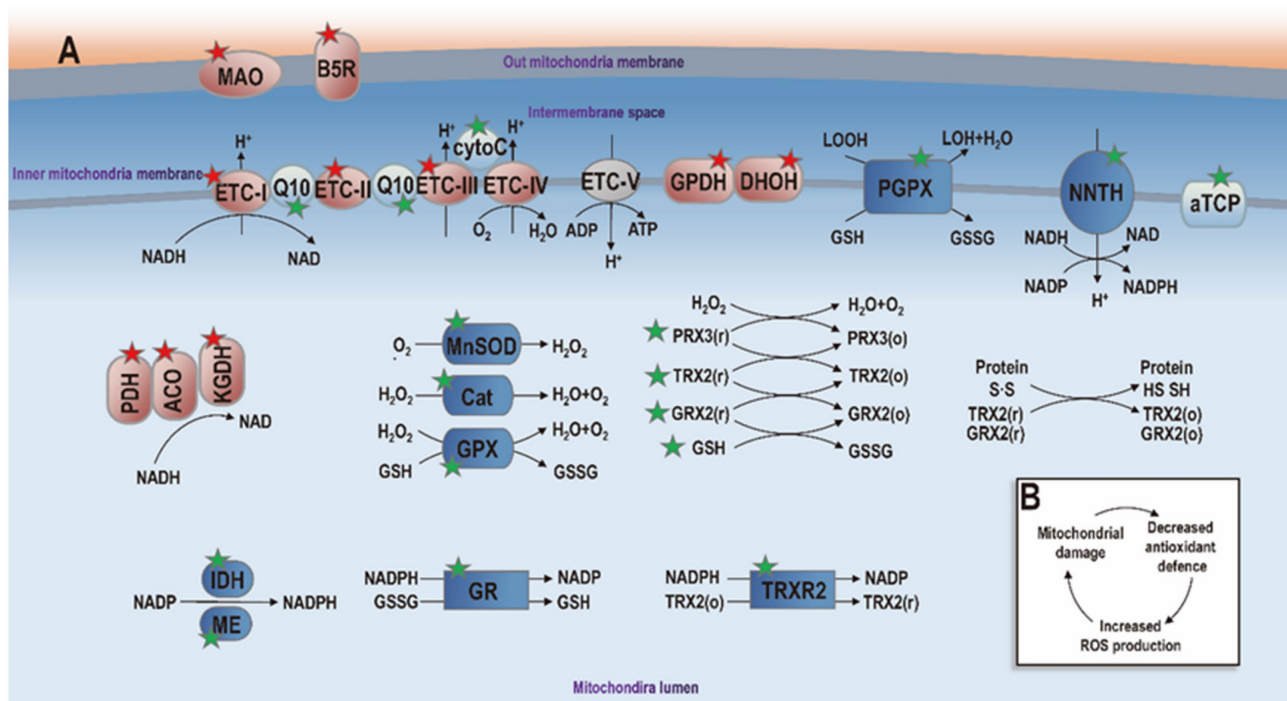 A
MAO
B5R
Out mitochondria membrane
Intermembrane space
Inner mitochondria membrane
H⁺
ETC-I
NADH
NAD
Q10
ETC-II
Q10
H⁺
ETC-III
cytoC
H⁺
ETC-IV
O₂
H₂O
ETC-V
ADP
ATP
H⁺
GPDH
DHOH
LOOH
LOH+H₂O
PGPX
GSH
GSSG
NNTH
NADH
NAD
NADP
NADPH
H⁺
aTCP
PDH
ACO
KGDH
NADH
NAD
O₂
MnSOD
H₂O₂
H₂O₂
Cat
H₂O+O₂
H₂O₂
H₂O+O₂
GPX
GSH
GSSG
H₂O₂
H₂O+O₂
PRX3(r)
PRX3(o)
TRX2(r)
TRX2(o)
GRX2(r)
GRX2(o)
GSH
GSSG
Protein
S·S
TRX2(r)
GRX2(r)
Protein
HS SH
TRX2(o)
GRX2(o)
NADP
IDH
ME
NADPH
NADPH
GSSG
GR
NADP
GSH
NADPH
TRX2(o)
TRXR2
NADP
TRX2(r)
B
Mitochondrial
damage
Decreased
antioxidant
defence
Increased
ROS production
Mitochondira lumen